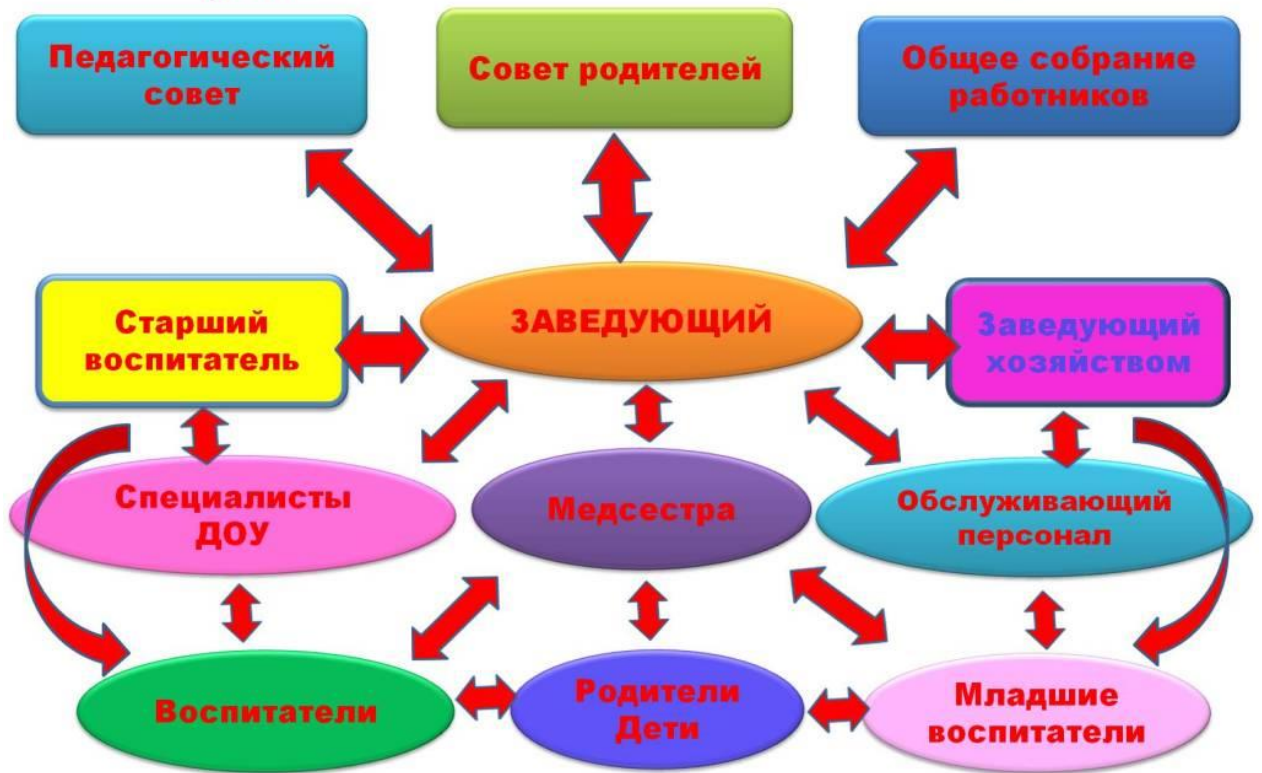 Педагогический
совет
Совет родителей
Общее собрание
работников
Старший
воспитатель
ЗАВЕДУЮЩИЙ
Заведующий
хозяйством
Специалисты
ДОУ
Медсестра
Обслуживающий
персонал
Воспитатели
Родители
Дети
Младшие
воспитатели